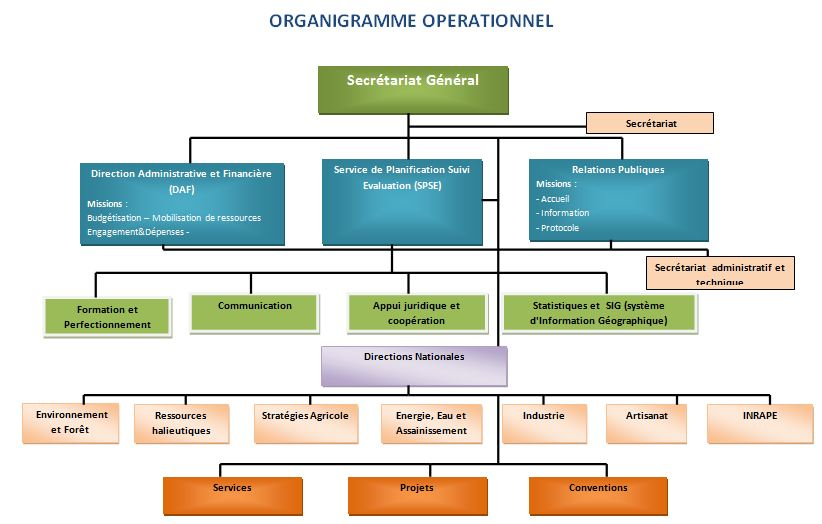 ORGANIGRAMME OPERATIONNEL
Secrétariat Général
Secrétariat
Direction Administrative et Financière
(DAF)
Missions :
Budgétisation – Mobilisation de ressources
Engagement&Dépenses -
Service de Planification Suivi
Evaluation (SPSE)
Relations Publiques
Missions :
- Accueil
- Information
- Protocole
Secrétariat administratif et
technique
Formation et
Perfectionnement
Communication
Appui juridique et
coopération
Statistiques et SIG (système
d'Information Géographique)
Directions Nationales
Environnement
et Forêt
Ressources
halieutiques
Stratégies Agricole
Energie, Eau et
Assainissement
Industrie
Artisanat
INRAPE
Services
Projets
Conventions